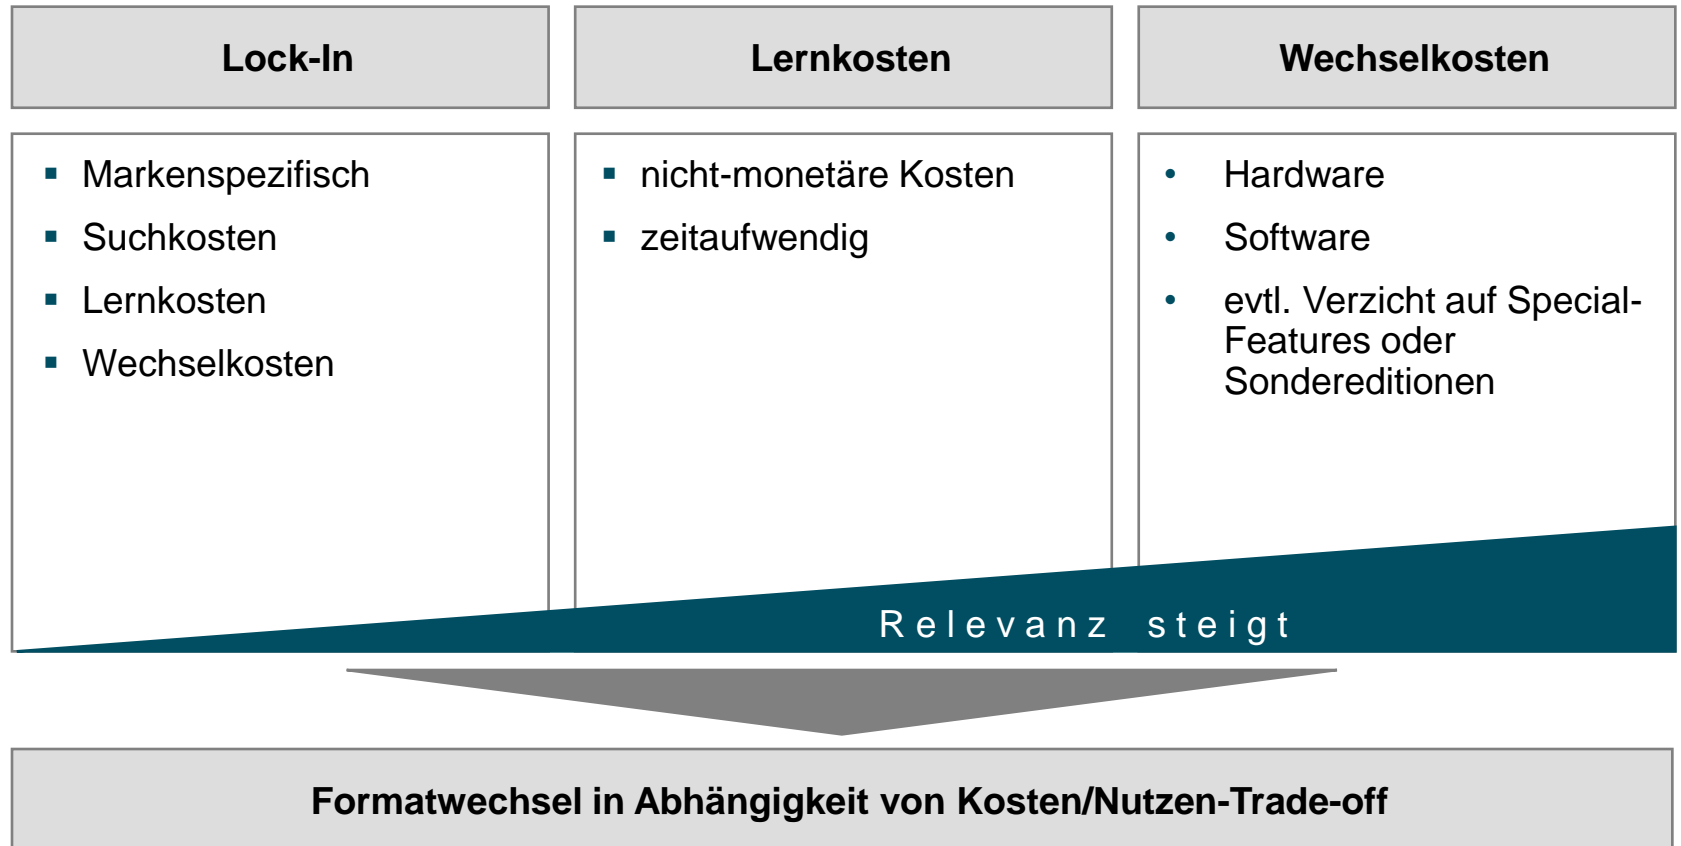 Lock-In
Lernkosten
Wechselkosten
Markenspezifisch
Suchkosten
Lernkosten
Wechselkosten
nicht-monetäre Kosten
zeitaufwendig
Hardware
Software
evtl. Verzicht auf Special-
Features oder
Sondereditionen
Relevanz steigt
Formatwechsel in Abhängigkeit von Kosten/Nutzen-Trade-off